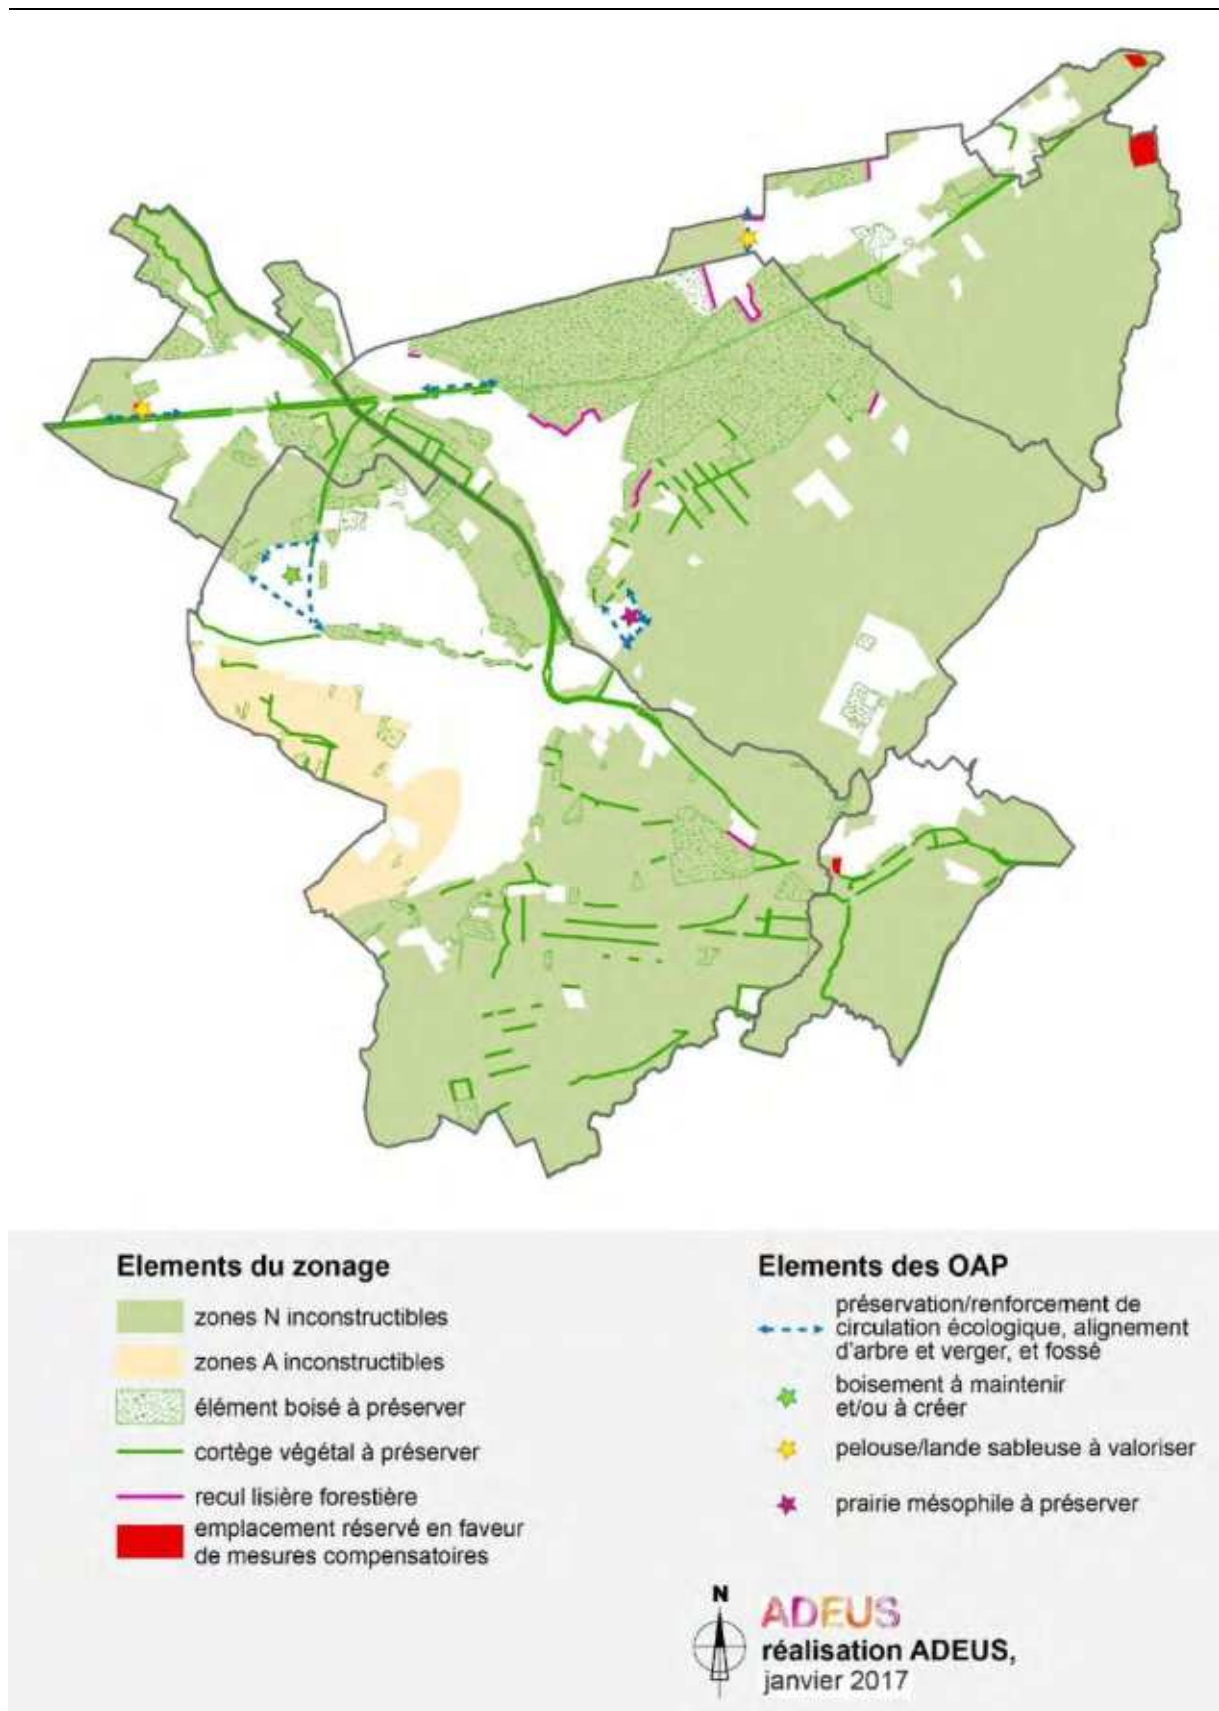 Elements du zonage
zones N inconstructibles
zones A inconstructibles
élément boisé à préserver
cortège végétal à préserver
recul lisière forestière
emplacement réservé en faveur
de mesures compensatoires
Elements des OAP
préservation/renforcement de
circulation écologique, alignement
d'arbre et verger, et fossé
boisement à maintenir
et/ou à créer
pelouse/lande sableuse à valoriser
prairie mésophile à préserver
N
ADEUS
réalisation ADEUS,
janvier 2017